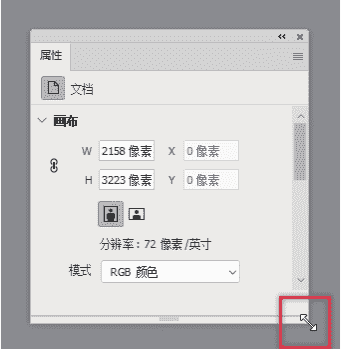 属性
文档
画布
W 2158 像素 X 0 像素
H 3223 像素 Y 0 像素
分辨率: 72 像素/英寸
模式 RGB 颜色